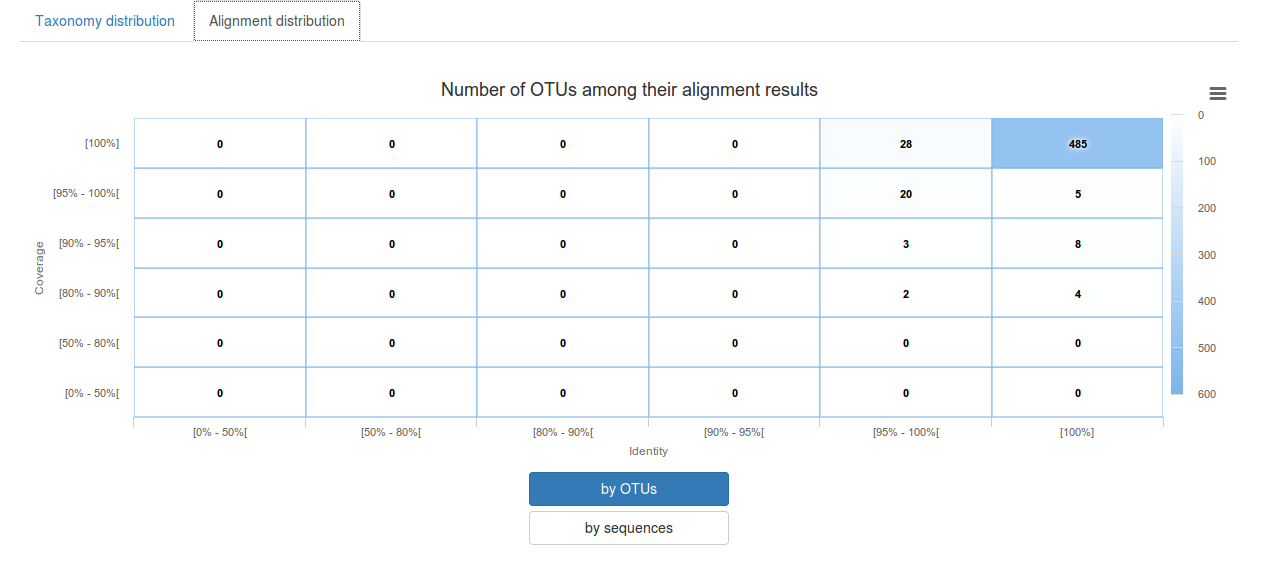 Taxonomy distribution Alignment distribution
Number of OTUs among their alignment results
[100%] 0 0 0 0 28 485
[95% - 100%[ 0 0 0 0 20 5
[90% - 95%[ 0 0 0 0 3 8
[80% - 90%[ 0 0 0 0 2 4
[50% - 80%[ 0 0 0 0 0 0
[0% - 50%[ 0 0 0 0 0 0
Coverage
[0% - 50%[ [50% - 80%[ [80% - 90%[ [90% - 95%[ [95% - 100%[ [100%]
Identity
0
100
200
300
400
500
600
by OTUs
by sequences